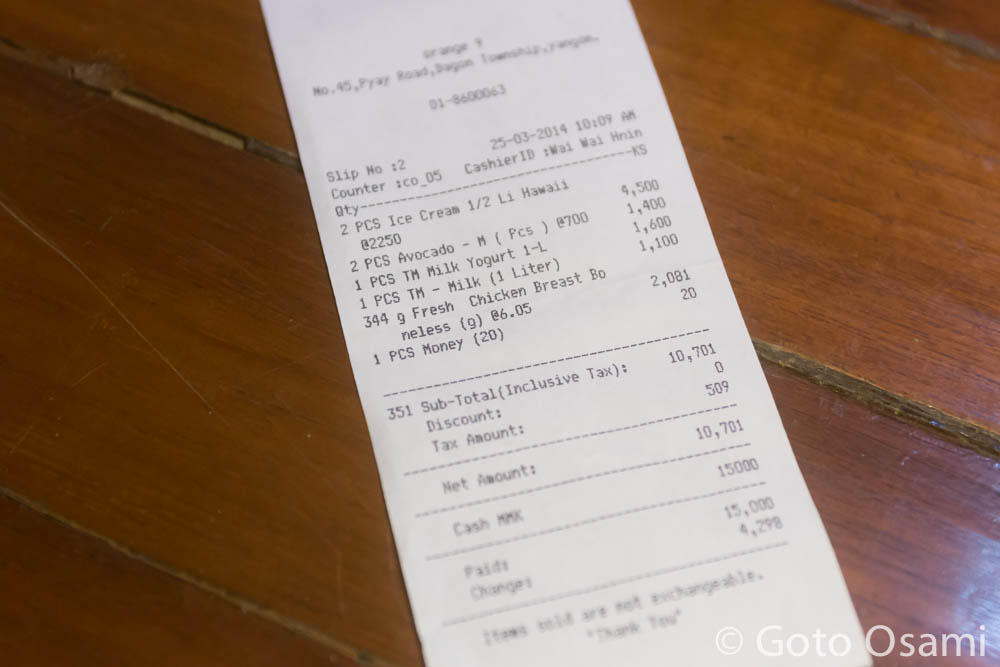 Orange 9
No.45,Pyay Road,Dagon Township,yangon.
01-8600063
25-03-2014 10:09 AM
Slip No :2
Counter :co_05 CashierID :Wai Wai Hnin
Qty------------------------------KS
2 PCS Ice Cream 1/2 Li Hawaii 4,500
@2250
2 PCS Avocado - M ( Pcs ) @700 1,400
1 PCS TM Milk Yogurt 1-L 1,600
1 PCS TM - Milk (1 Liter) 1,100
344 g Fresh Chicken Breast Bo 2,081
neless (g) @6.05
1 PCS Money (20) 20
351 Sub-Total(Inclusive Tax): 10,701
Discount: 0
Tax Amount: 509
Net Amount: 10,701
Cash MMK 15000
Paid: 15,000
Change: 4,298
Items sold are not exchangeable.
"Thank You"
© Goto Osami